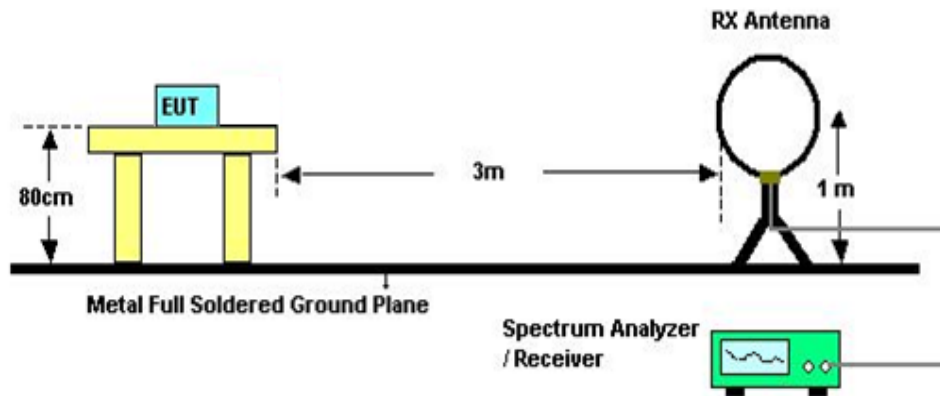 RX Antenna
EUT
80cm
3m
1 m
Metal Full Soldered Ground Plane
Spectrum Analyzer
/ Receiver